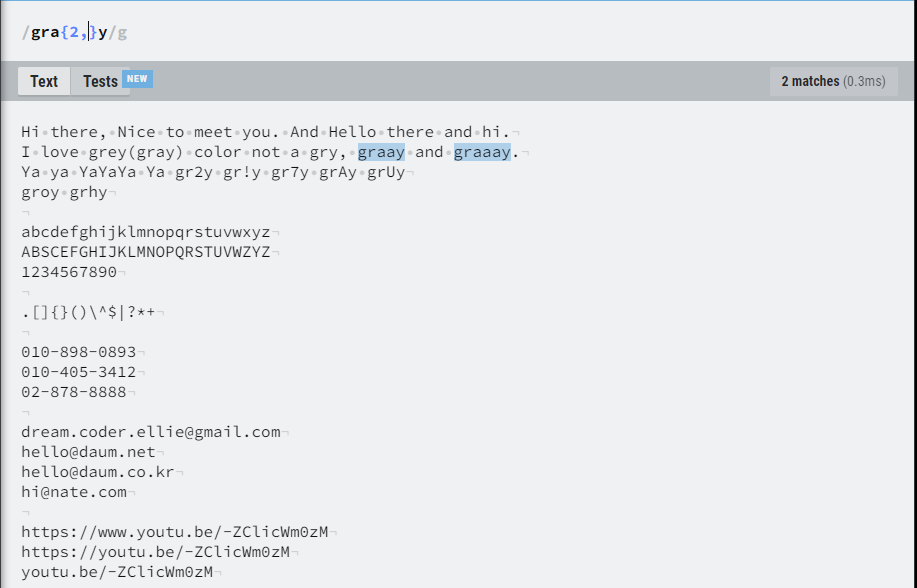 /gra{2,}y/g
Text Tests NEW 2 matches (0.3ms)
Hi there, Nice to meet you. And Hello there and hi.
I love grey(gray) color not a gry, graay and graaay.
Ya ya YaYaYa Ya gr2y gr!y gr7y grAy grUy
groy grhy
abcdefghijklmnopqrstuvwxyz
ABSCEFGHIJKLMNOPQRSTUVWZYZ
1234567890
.[]{}()\^$|?*+
010-898-0893
010-405-3412
02-878-8888
dream.coder.ellie@gmail.com
hello@daum.net
hello@daum.co.kr
hi@nate.com
https://www.youtu.be/-ZClicWm0zM
https://youtu.be/-ZClicWm0zM
youtu.be/-ZClicWm0zM